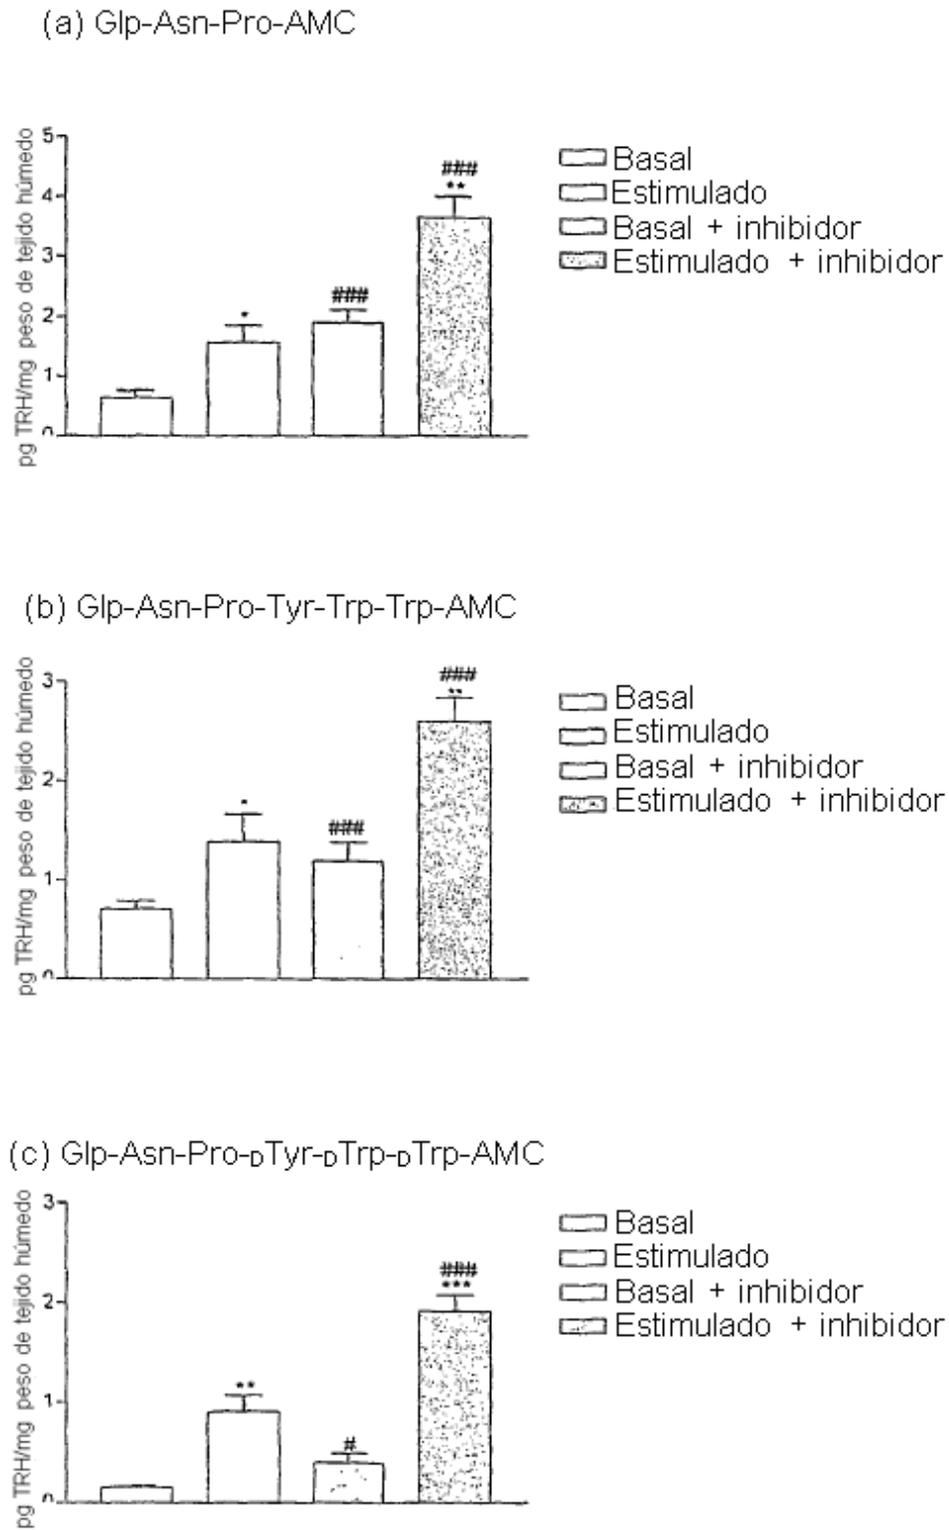 (a) Glp-Asn-Pro-AMC
pg TRH/mg peso de tejido húmedo
5
4
3
2
1
0
*
###
###
**
Basal
Estimulado
Basal + inhibidor
Estimulado + inhibidor
(b) Glp-Asn-Pro-Tyr-Trp-Trp-AMC
pg TRH/mg peso de tejido húmedo
3
2
1
0
*
###
###
**
Basal
Estimulado
Basal + inhibidor
Estimulado + inhibidor
(c) Glp-Asn-Pro-DTyr-DTrp-DTrp-AMC
pg TRH/mg peso de tejido húmedo
3
2
1
0
**
#
###
***
Basal
Estimulado
Basal + inhibidor
Estimulado + inhibidor